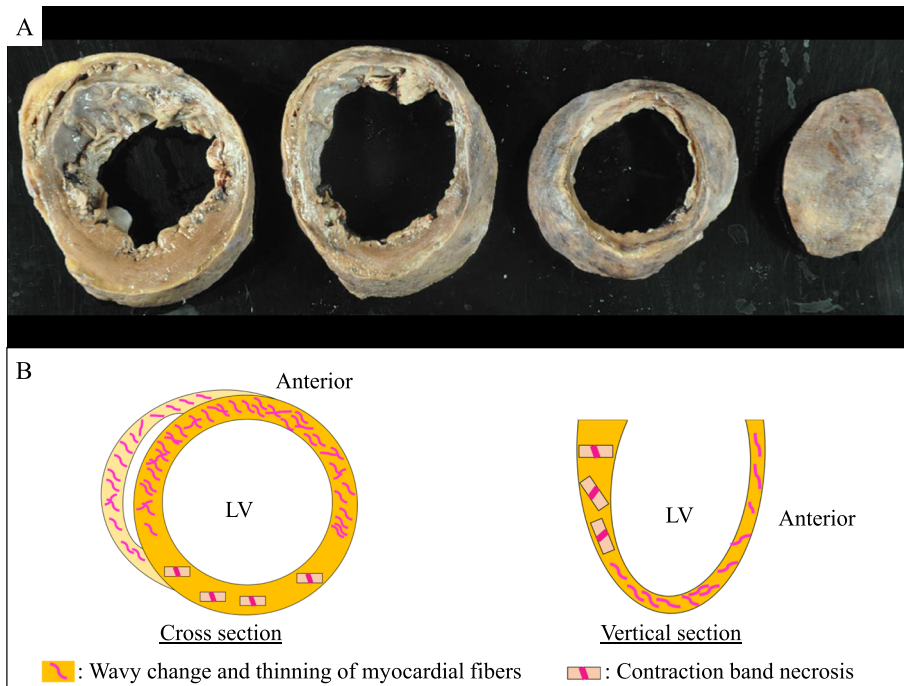 A
B
Anterior
LV
Cross section
LV
Anterior
Vertical section
: Wavy change and thinning of myocardial fibers
: Contraction band necrosis